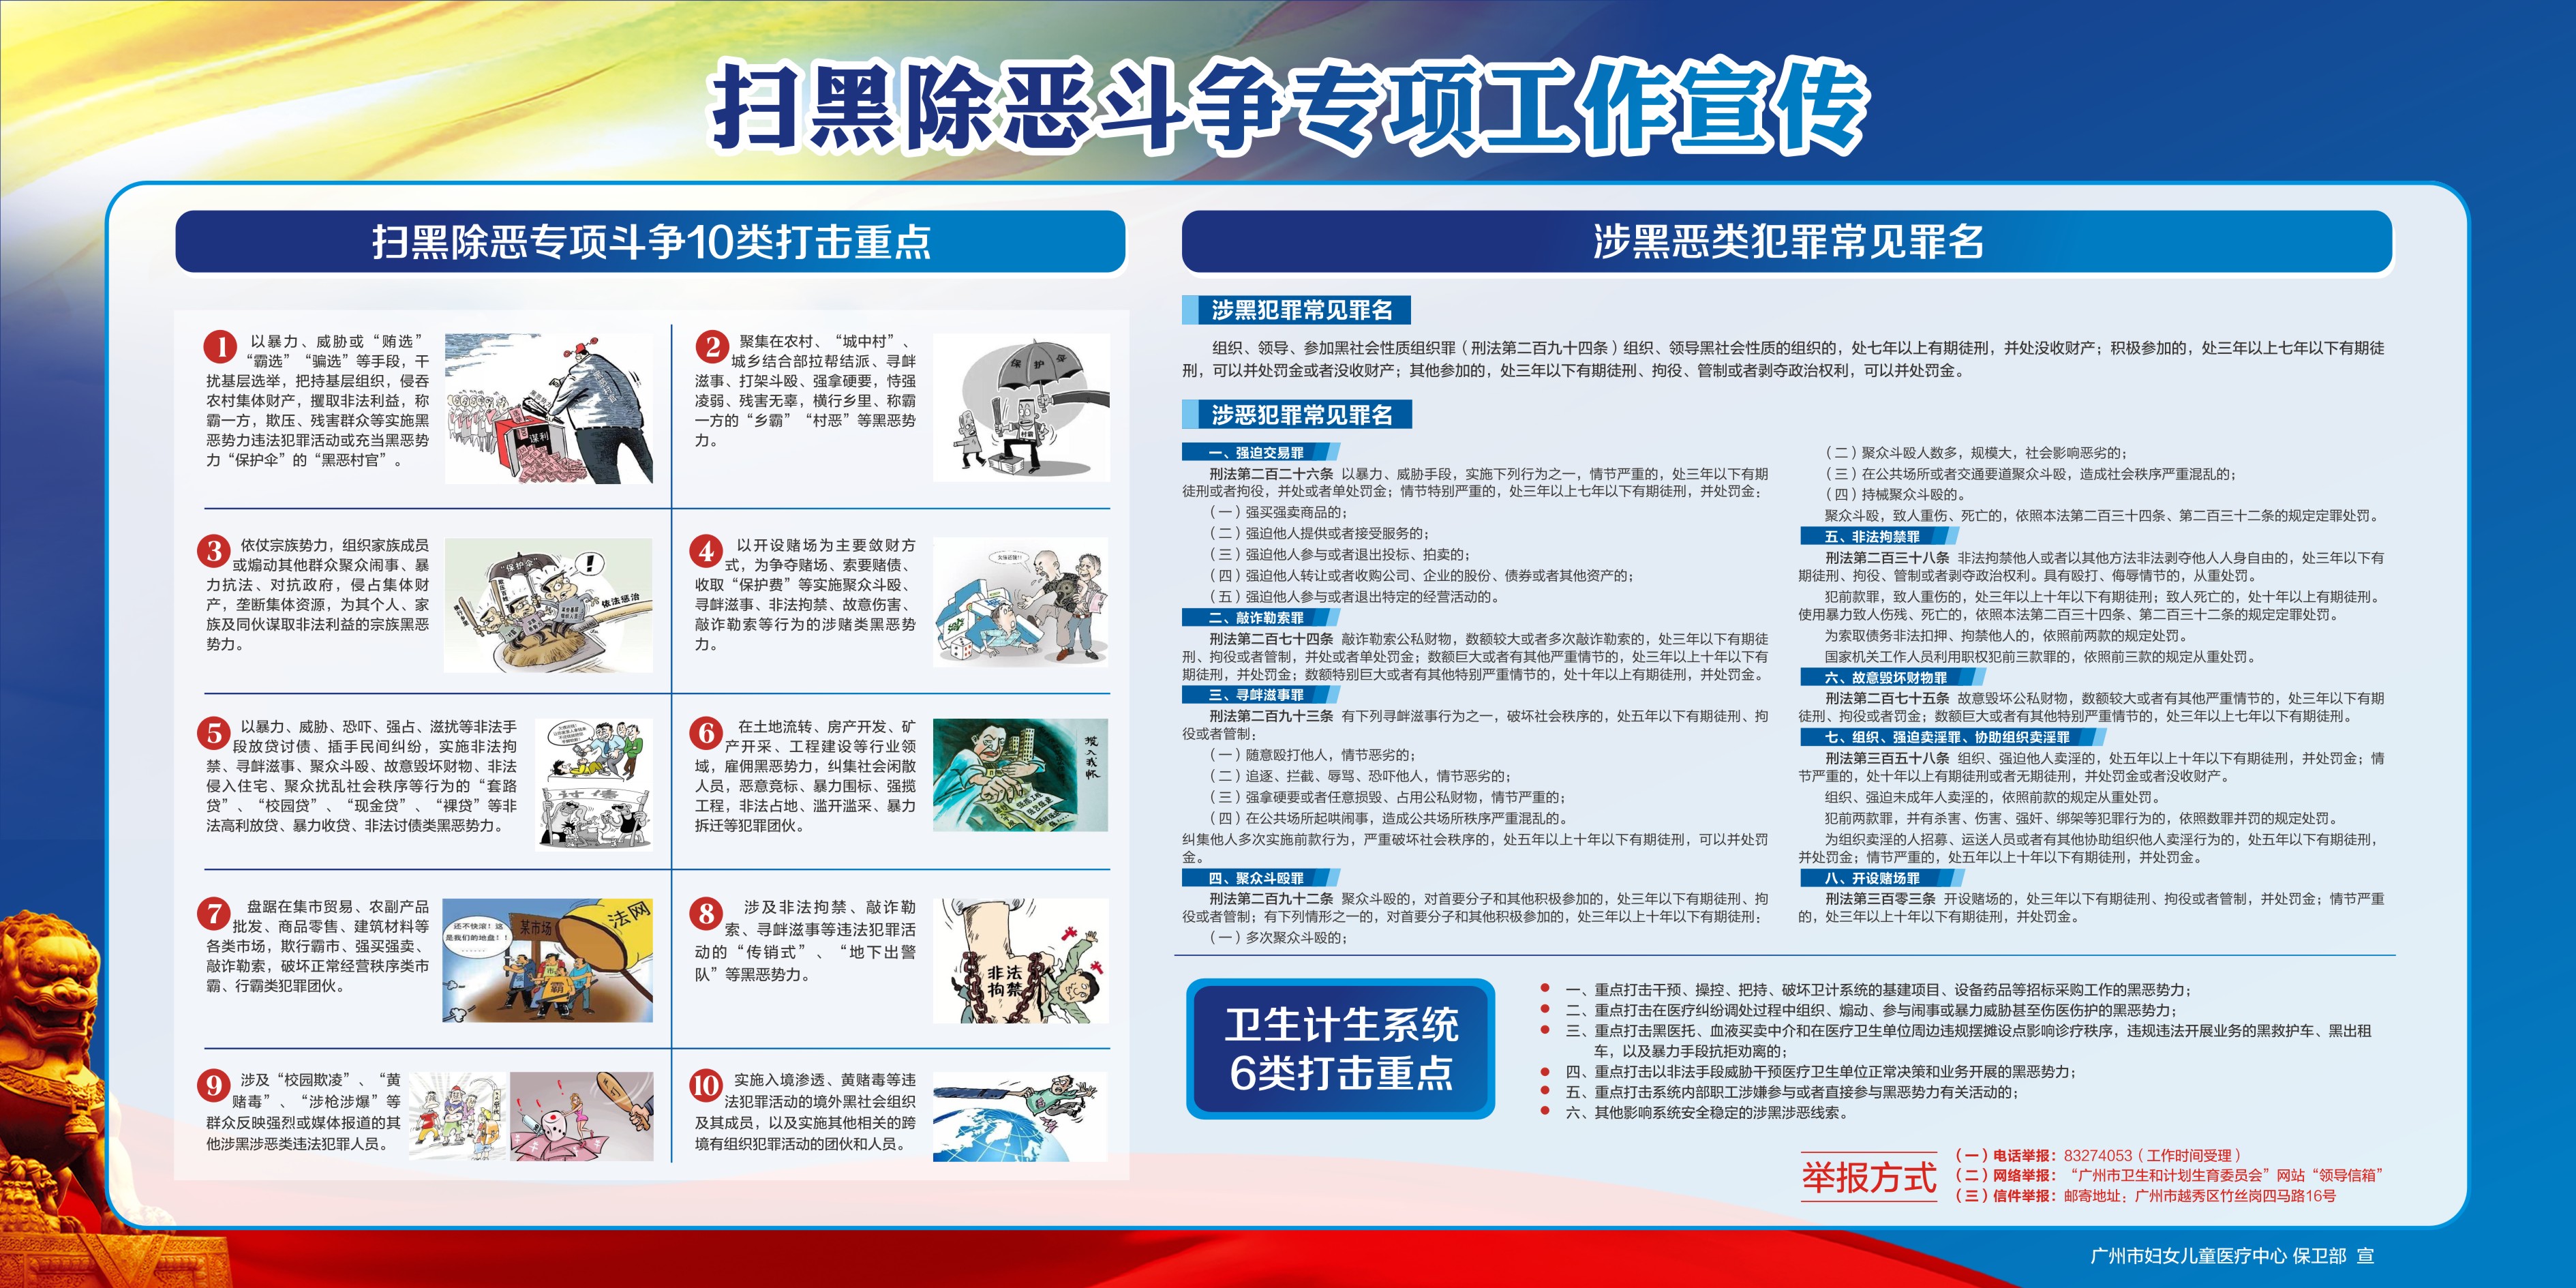 扫黑除恶斗争专项工作宣传
扫黑除恶专项斗争10类打击重点
1
以暴力、威胁或“贿选”
“霸选”“骗选”等手段，干
扰基层选举，把持基层组织，侵吞
农村集体财产，攫取非法利益，称
霸一方，欺压、残害群众等实施黑
恶势力违法犯罪活动或充当黑恶势
力“保护伞”的“黑恶村官”。
谋利
2
聚集在农村、“城中村”、
城乡结合部拉帮结派、寻衅
滋事、打架斗殴、强拿硬要，恃强
凌弱、残害无辜，横行乡里、称霸
一方的“乡霸”“村恶”等黑恶势
力。
保护
村霸
3
依仗宗族势力，组织家族成员
或煽动其他群众聚众闹事、暴
力抗法、对抗政府，侵占集体财
产，垄断集体资源，为其个人、家
族及同伙谋取非法利益的宗族黑恶
势力。
“保护伞”
！
依法惩治
4
以开设赌场为主要敛财方
式，为争夺赌场、索要赌债、
收取“保护费”等实施聚众斗殴、
寻衅滋事、非法拘禁、故意伤害、
敲诈勒索等行为的涉赌类黑恶势
力。
5
以暴力、威胁、恐吓、强占、滋扰等非法手
段放贷讨债、插手民间纠纷，实施非法拘
禁、寻衅滋事、聚众斗殴、故意毁坏财物、非法
侵入住宅、聚众扰乱社会秩序等行为的“套路
贷”、“校园贷”、“现金贷”、“裸贷”等非
法高利放贷、暴力收贷、非法讨债类黑恶势力。
讨债
6
在土地流转、房产开发、矿
产开采、工程建设等行业领
域，雇佣黑恶势力，纠集社会闲散
人员，恶意竞标、暴力围标、强揽
工程，非法占地、滥开滥采、暴力
拆迁等犯罪团伙。
揽入我怀
7
盘踞在集市贸易、农副产品
批发、商品零售、建筑材料等
各类市场，欺行霸市、强买强卖、
敲诈勒索，破坏正常经营秩序类市
霸、行霸类犯罪团伙。
还不快滚！这
是我们的地盘！！
某市场
法网
市
霸
8
涉及非法拘禁、敲诈勒
索、寻衅滋事等违法犯罪活
动的“传销式”、“地下出警
队”等黑恶势力。
非法
拘禁
9
涉及“校园欺凌”、“黄
赌毒”、“涉枪涉爆”等
群众反映强烈或媒体报道的其
他涉黑涉恶类违法犯罪人员。
10
实施入境渗透、黄赌毒等违
法犯罪活动的境外黑社会组织
及其成员，以及实施其他相关的跨
境有组织犯罪活动的团伙和人员。
涉黑恶类犯罪常见罪名
涉黑犯罪常见罪名
组织、领导、参加黑社会性质组织罪（刑法第二百九十四条）组织、领导黑社会性质的组织的，处七年以上有期徒刑，并处没收财产；积极参加的，处三年以上七年以下有期徒
刑，可以并处罚金或者没收财产；其他参加的，处三年以下有期徒刑、拘役、管制或者剥夺政治权利，可以并处罚金。
涉恶犯罪常见罪名
一、强迫交易罪
刑法第二百二十六条 以暴力、威胁手段，实施下列行为之一，情节严重的，处三年以下有期
徒刑或者拘役，并处或者单处罚金；情节特别严重的，处三年以上七年以下有期徒刑，并处罚金：
（一）强买强卖商品的；
（二）强迫他人提供或者接受服务的；
（三）强迫他人参与或者退出投标、拍卖的；
（四）强迫他人转让或者收购公司、企业的股份、债券或者其他资产的；
（五）强迫他人参与或者退出特定的经营活动的。
二、敲诈勒索罪
刑法第二百七十四条 敲诈勒索公私财物，数额较大或者多次敲诈勒索的，处三年以下有期徒
刑、拘役或者管制，并处或者单处罚金；数额巨大或者有其他严重情节的，处三年以上十年以下有
期徒刑，并处罚金；数额特别巨大或者有其他特别严重情节的，处十年以上有期徒刑，并处罚金。
三、寻衅滋事罪
刑法第二百九十三条 有下列寻衅滋事行为之一，破坏社会秩序的，处五年以下有期徒刑、拘
役或者管制：
（一）随意殴打他人，情节恶劣的；
（二）追逐、拦截、辱骂、恐吓他人，情节恶劣的；
（三）强拿硬要或者任意损毁、占用公私财物，情节严重的；
（四）在公共场所起哄闹事，造成公共场所秩序严重混乱的。
纠集他人多次实施前款行为，严重破坏社会秩序的，处五年以上十年以下有期徒刑，可以并处罚
金。
四、聚众斗殴罪
刑法第二百九十二条 聚众斗殴的，对首要分子和其他积极参加的，处三年以下有期徒刑、拘
役或者管制；有下列情形之一的，对首要分子和其他积极参加的，处三年以上十年以下有期徒刑：
（一）多次聚众斗殴的；
（二）聚众斗殴人数多，规模大，社会影响恶劣的；
（三）在公共场所或者交通要道聚众斗殴，造成社会秩序严重混乱的；
（四）持械聚众斗殴的。
聚众斗殴，致人重伤、死亡的，依照本法第二百三十四条、第二百三十二条的规定定罪处罚。
五、非法拘禁罪
刑法第二百三十八条 非法拘禁他人或者以其他方法非法剥夺他人人身自由的，处三年以下有
期徒刑、拘役、管制或者剥夺政治权利。具有殴打、侮辱情节的，从重处罚。
犯前款罪，致人重伤的，处三年以上十年以下有期徒刑；致人死亡的，处十年以上有期徒刑。
使用暴力致人伤残、死亡的，依照本法第二百三十四条、第二百三十二条的规定定罪处罚。
为索取债务非法扣押、拘禁他人的，依照前两款的规定处罚。
国家机关工作人员利用职权犯前三款罪的，依照前三款的规定从重处罚。
六、故意毁坏财物罪
刑法第二百七十五条 故意毁坏公私财物，数额较大或者有其他严重情节的，处三年以下有期
徒刑、拘役或者罚金；数额巨大或者有其他特别严重情节的，处三年以上七年以下有期徒刑。
七、组织、强迫卖淫罪、协助组织卖淫罪
刑法第三百五十八条 组织、强迫他人卖淫的，处五年以上十年以下有期徒刑，并处罚金；情
节严重的，处十年以上有期徒刑或者无期徒刑，并处罚金或者没收财产。
组织、强迫未成年人卖淫的，依照前款的规定从重处罚。
犯前两款罪，并有杀害、伤害、强奸、绑架等犯罪行为的，依照数罪并罚的规定处罚。
为组织卖淫的人招募、运送人员或者有其他协助组织他人卖淫行为的，处五年以下有期徒刑，
并处罚金；情节严重的，处五年以上十年以下有期徒刑，并处罚金。
八、开设赌场罪
刑法第三百零三条 开设赌场的，处三年以下有期徒刑、拘役或者管制，并处罚金；情节严重
的，处三年以上十年以下有期徒刑，并处罚金。
卫生计生系统
6类打击重点
一、重点打击干预、操控、把持、破坏卫计系统的基建项目、设备药品等招标采购工作的黑恶势力；
二、重点打击在医疗纠纷调处过程中组织、煽动、参与闹事或暴力威胁甚至伤医伤护的黑恶势力；
三、重点打击黑医托、血液买卖中介和在医疗卫生单位周边违规摆摊设点影响诊疗秩序，违规违法开展业务的黑救护车、黑出租
车，以及暴力手段抗拒劝离的；
四、重点打击以非法手段威胁干预医疗卫生单位正常决策和业务开展的黑恶势力；
五、重点打击系统内部职工涉嫌参与或者直接参与黑恶势力有关活动的；
六、其他影响系统安全稳定的涉黑涉恶线索。
举报方式
（一）电话举报：83274053（工作时间受理）
（二）网络举报：“广州市卫生和计划生育委员会”网站“领导信箱”
（三）信件举报：邮寄地址：广州市越秀区竹丝岗四马路16号
广州市妇女儿童医疗中心 保卫部 宣